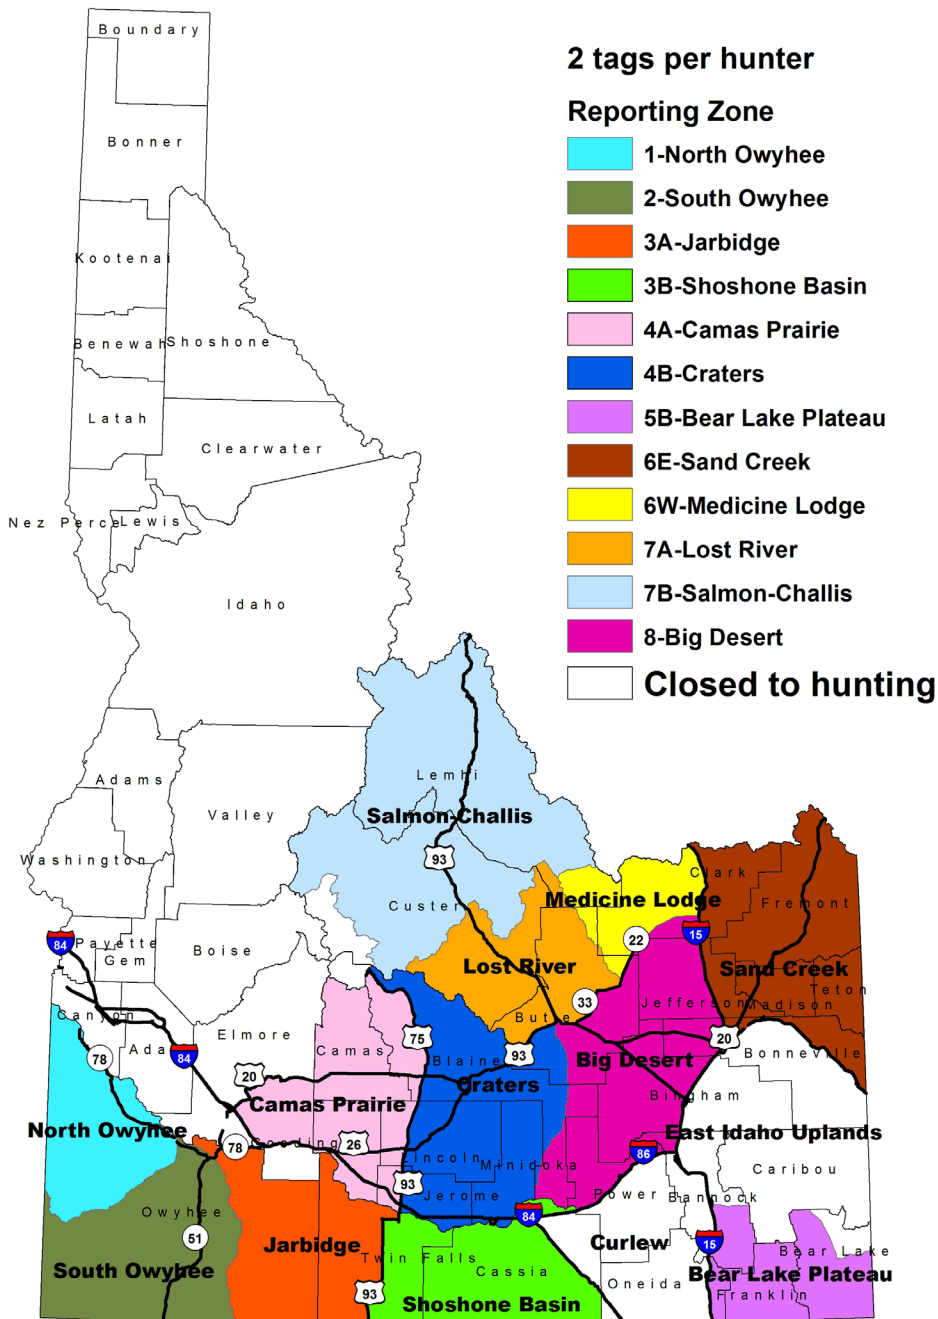 2 tags per hunter
Reporting Zone
1-North Owyhee
2-South Owyhee
3A-Jarbidge
3B-Shoshone Basin
4A-Camas Prairie
4B-Craters
5B-Bear Lake Plateau
6E-Sand Creek
6W-Medicine Lodge
7A-Lost River
7B-Salmon-Challis
8-Big Desert
Closed to hunting
Boundary
Bonner
Kootenai
Benewah
Shoshone
Latah
Clearwater
Nez Perce
Lewis
Idaho
Adams
Valley
Washington
Lemhi
Salmon-Challis
93
Custer
Payette
Gem
Boise
84
Medicine Lodge
Clark
Fremont
22
15
Lost River
Sand Creek
Teton
Madison
Jefferson
33
Butte
Canyon
Ada
Elmore
78
84
20
Camas
75
Blaine
93
Craters
Big Desert
20
Bonneville
Bingham
Camas Prairie
North Owyhee
78
Gooding
26
Lincoln
Minidoka
86
East Idaho Uplands
Caribou
93
Jerome
Power
Bannock
Owyhee
51
84
Curlew
15
Jarbidge
Twin Falls
Cassia
Bear Lake
South Owyhee
Oneida
Bear Lake Plateau
Franklin
93
Shoshone Basin